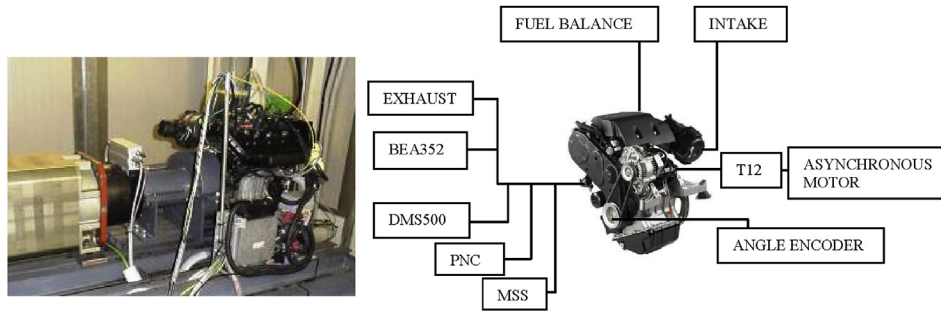 FUEL BALANCE
INTAKE
EXHAUST
BEA352
T12
ASYNCHRONOUS
MOTOR
DMS500
ANGLE ENCODER
PNC
MSS